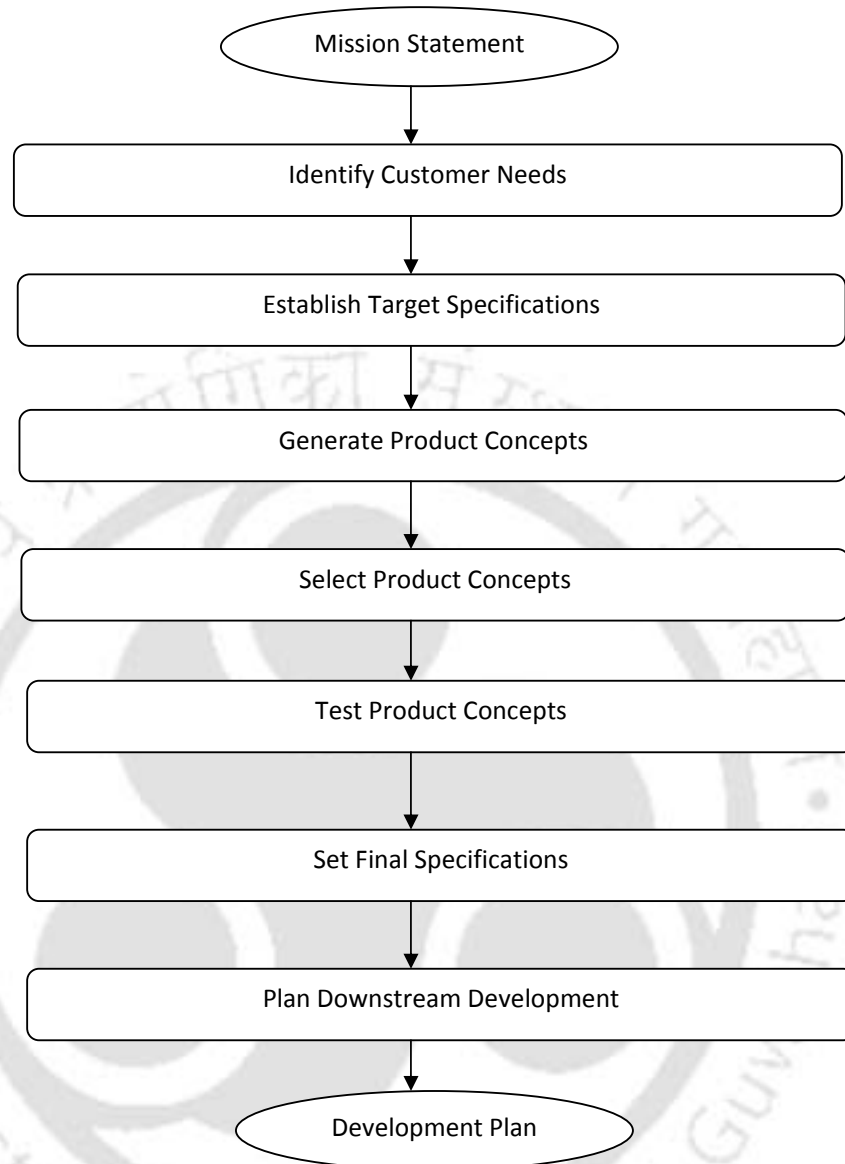 Mission Statement
Identify Customer Needs
Establish Target Specifications
Generate Product Concepts
Select Product Concepts
Test Product Concepts
Set Final Specifications
Plan Downstream Development
Development Plan